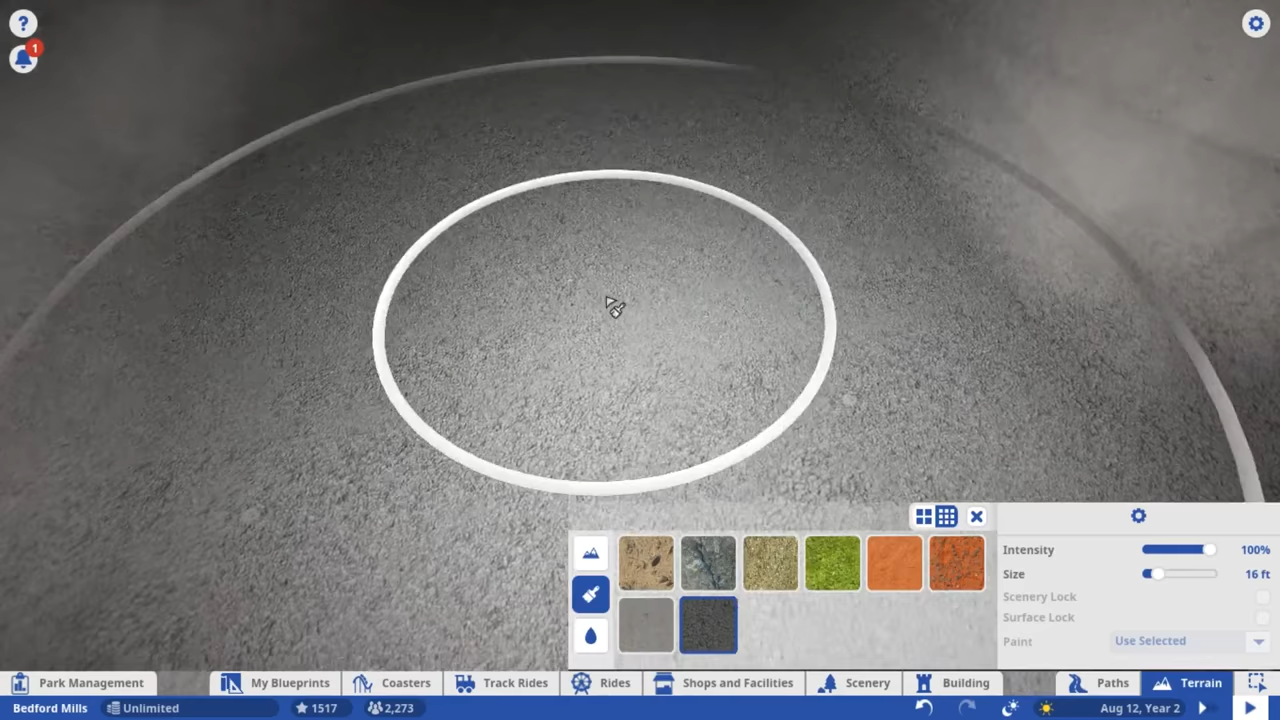 ?
1
Intensity 100%
Size 16 ft
Scenery Lock
Surface Lock
Paint Use Selected
Park Management My Blueprints Coasters Track Rides Rides Shops and Facilities Scenery Building Paths Terrain
Bedford Mills Unlimited 1517 2,273 Aug 12, Year 2